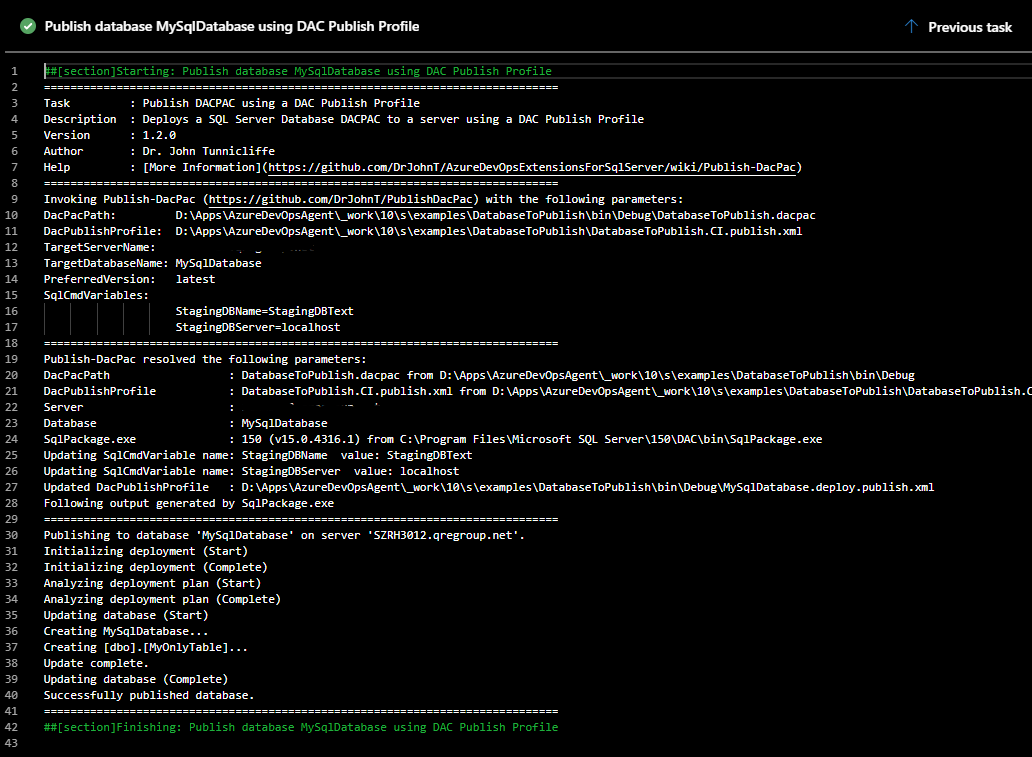 Publish database MySqlDatabase using DAC Publish Profile
Previous task
1 ##[section]Starting: Publish database MySqlDatabase using DAC Publish Profile
2 ==============================================================================
3 Task : Publish DACPAC using a DAC Publish Profile
4 Description : Deploys a SQL Server Database DACPAC to a server using a DAC Publish Profile
5 Version : 1.2.0
6 Author : Dr. John Tunnicliffe
7 Help : [More Information](https://github.com/DrJohnT/AzureDevOpsExtensionsForSqlServer/wiki/Publish-DacPac)
8 ==============================================================================
9 Invoking Publish-DacPac (https://github.com/DrJohnT/PublishDacPac) with the following parameters:
10 DacPacPath: D:\Apps\AzureDevOpsAgent\_work\10\s\examples\DatabaseToPublish\bin\Debug\DatabaseToPublish.dacpac
11 DacPublishProfile: D:\Apps\AzureDevOpsAgent\_work\10\s\examples\DatabaseToPublish\DatabaseToPublish.CI.publish.xml
12 TargetServerName:
13 TargetDatabaseName: MySqlDatabase
14 PreferredVersion: latest
15 SqlCmdVariables:
16 StagingDBName=StagingDBText
17 StagingDBServer=localhost
18 ==============================================================================
19 Publish-DacPac resolved the following parameters:
20 DacPacPath : DatabaseToPublish.dacpac from D:\Apps\AzureDevOpsAgent\_work\10\s\examples\DatabaseToPublish\bin\Debug
21 DacPublishProfile : DatabaseToPublish.CI.publish.xml from D:\Apps\AzureDevOpsAgent\_work\10\s\examples\DatabaseToPublish\DatabaseToPublish.C
22 Server :
23 Database : MySqlDatabase
24 SqlPackage.exe : 150 (v15.0.4316.1) from C:\Program Files\Microsoft SQL Server\150\DAC\bin\SqlPackage.exe
25 Updating SqlCmdVariable name: StagingDBName value: StagingDBText
26 Updating SqlCmdVariable name: StagingDBServer value: localhost
27 Updated DacPublishProfile : D:\Apps\AzureDevOpsAgent\_work\10\s\examples\DatabaseToPublish\bin\Debug\MySqlDatabase.deploy.publish.xml
28 Following output generated by SqlPackage.exe
29 ==============================================================================
30 Publishing to database 'MySqlDatabase' on server 'SZRH3012.qregroup.net'.
31 Initializing deployment (Start)
32 Initializing deployment (Complete)
33 Analyzing deployment plan (Start)
34 Analyzing deployment plan (Complete)
35 Updating database (Start)
36 Creating MySqlDatabase...
37 Creating [dbo].[MyOnlyTable]...
38 Update complete.
39 Updating database (Complete)
40 Successfully published database.
41 ==============================================================================
42 ##[section]Finishing: Publish database MySqlDatabase using DAC Publish Profile
43